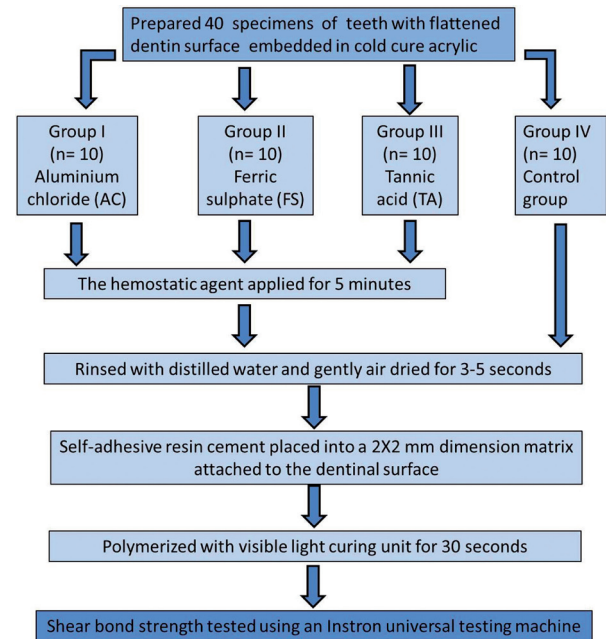 Prepared 40 specimens of teeth with flattened
dentin surface embedded in cold cure acrylic
Group I
(n= 10)
Aluminium
chloride (AC)
Group II
(n= 10)
Ferric
sulphate (FS)
Group III
(n= 10)
Tannic
acid (TA)
Group IV
(n= 10)
Control
group
The hemostatic agent applied for 5 minutes
Rinsed with distilled water and gently air dried for 3-5 seconds
Self-adhesive resin cement placed into a 2X2 mm dimension matrix
attached to the dentinal surface
Polymerized with visible light curing unit for 30 seconds
Shear bond strength tested using an Instron universal testing machine